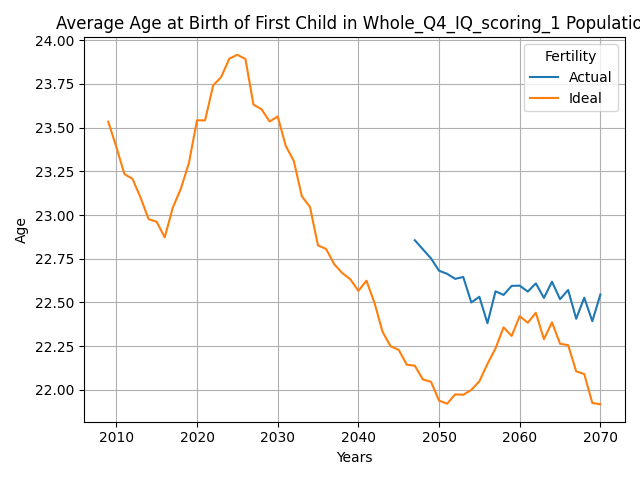 Average Age at Birth of First Child in Whole_Q4_IQ_scoring_1 Populatio
24.00
23.75
23.50
23.25
23.00
22.75
22.50
22.25
22.00
Age
Fertility
Actual
Ideal
2010 2020 2030 2040 2050 2060 2070
Years